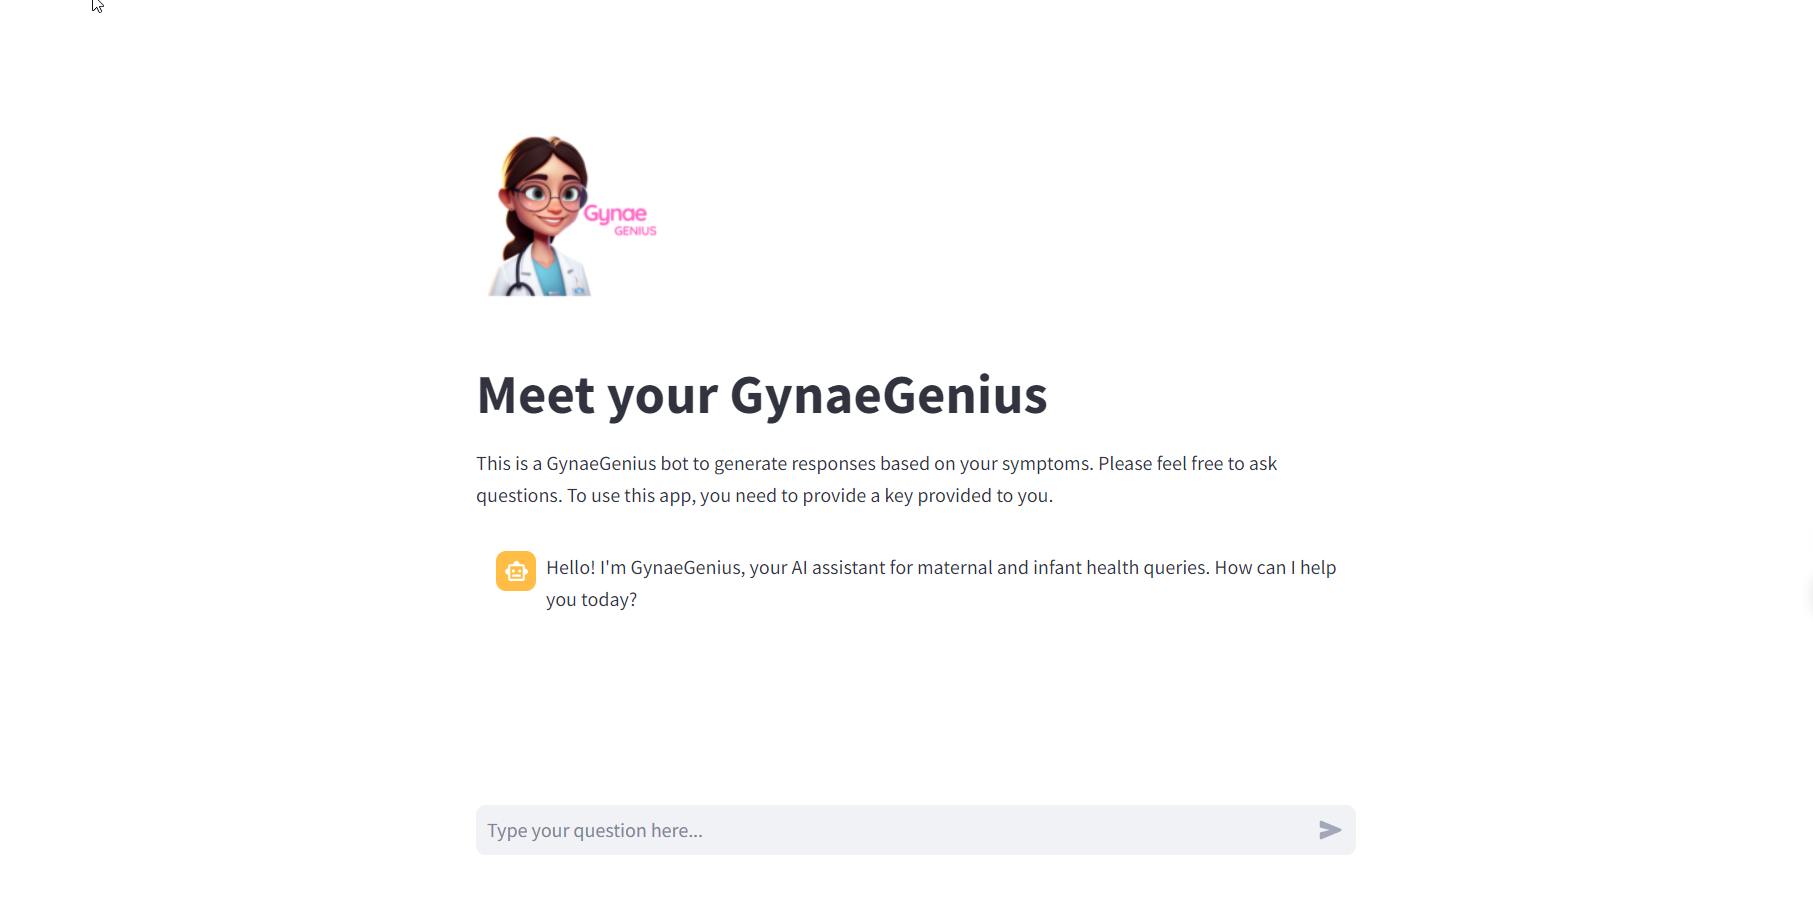 Gynae
GENIUS
Meet your GynaeGenius
This is a GynaeGenius bot to generate responses based on your symptoms. Please feel free to ask
questions. To use this app, you need to provide a key provided to you.
Hello! I'm GynaeGenius, your AI assistant for maternal and infant health queries. How can I help
you today?
Type your question here...